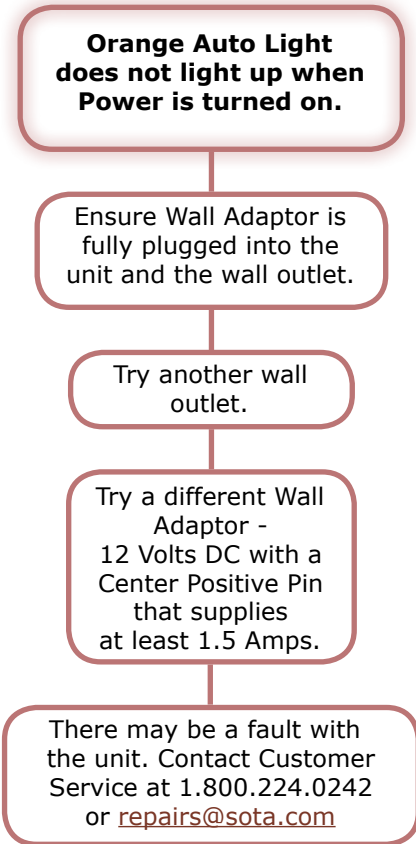 Orange Auto Light
does not light up when
Power is turned on.
Ensure Wall Adaptor is
fully plugged into the
unit and the wall outlet.
Try another wall
outlet.
Try a different Wall
Adaptor -
12 Volts DC with a
Center Positive Pin
that supplies
at least 1.5 Amps.
There may be a fault with
the unit. Contact Customer
Service at 1.800.224.0242
or repairs@sota.com